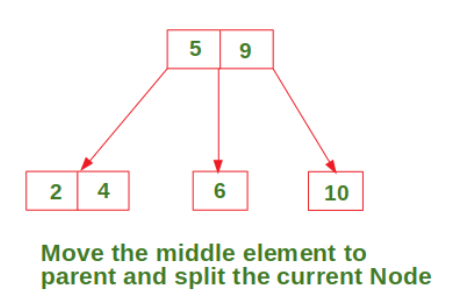 5 9
2 4 6 10
Move the middle element to
parent and split the current Node